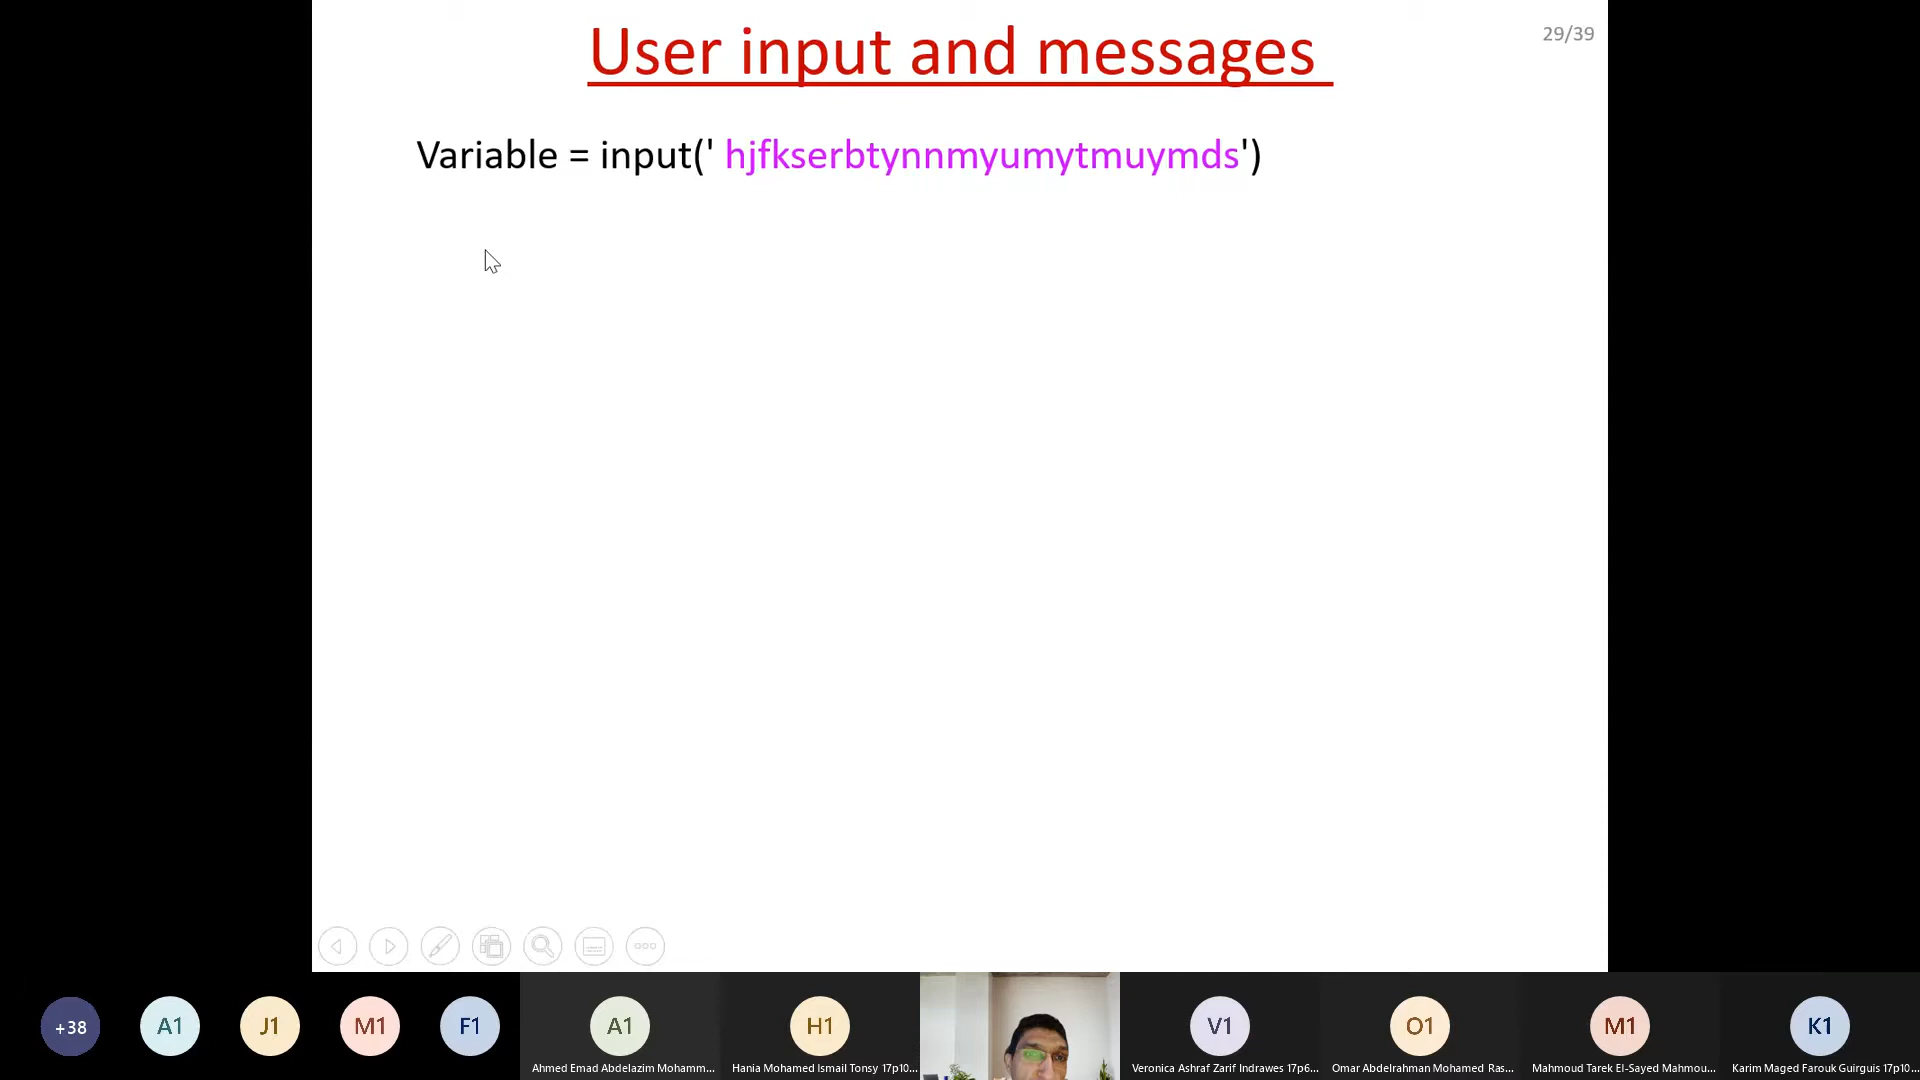 User input and messages
29/39
Variable = input(' hjfkserbtynnmyumytmuymds')
+38
A1
J1
M1
F1
A1
H1
V1
O1
M1
K1
Ahmed Emad Abdelazim Mohamm...
Hania Mohamed Ismail Tonsy 17p10...
Veronica Ashraf Zarif Indrawes 17p6...
Omar Abdelrahman Mohamed Ras...
Mahmoud Tarek El-Sayed Mahmou...
Karim Maged Farouk Guirguis 17p10...